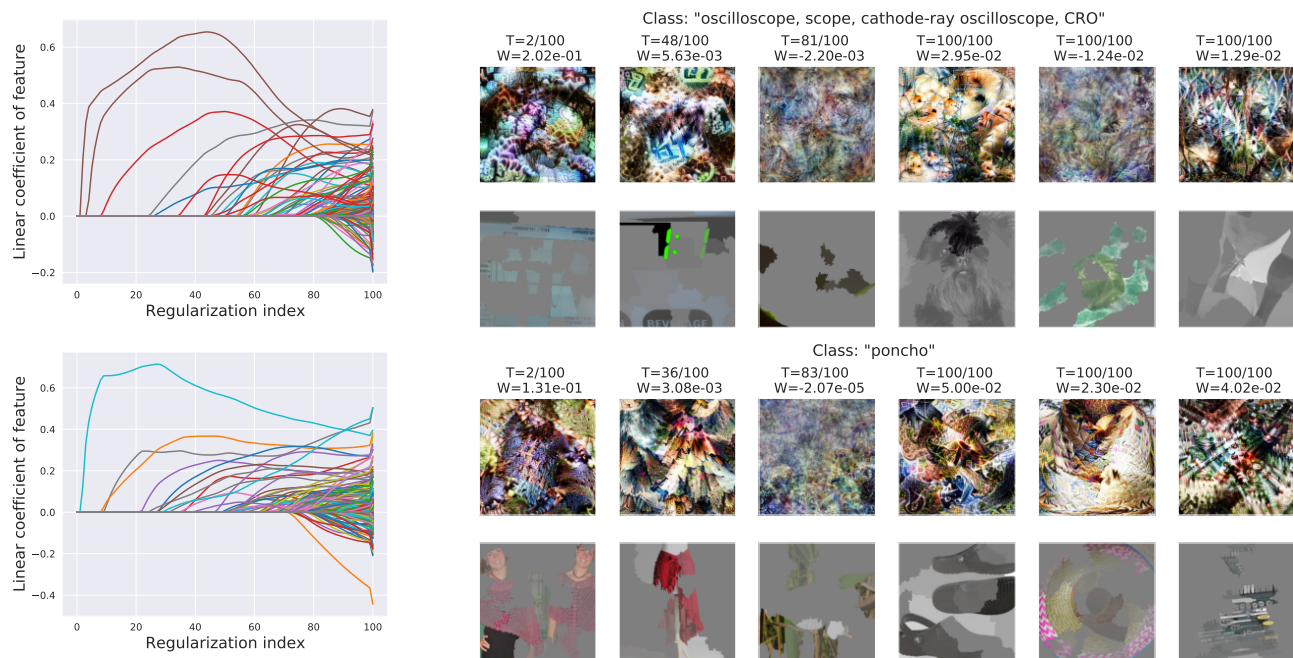 Linear coefficient of feature
0.6
0.4
0.2
0.0
−0.2
0 20 40 60 80 100
Regularization index
Class: "oscilloscope, scope, cathode-ray oscilloscope, CRO"
T=2/100 T=48/100 T=81/100 T=100/100 T=100/100 T=100/100
W=2.02e-01 W=5.63e-03 W=-2.20e-03 W=2.95e-02 W=-1.24e-02 W=1.29e-02
BEVERAGE
Linear coefficient of feature
0.6
0.4
0.2
0.0
−0.2
−0.4
0 20 40 60 80 100
Regularization index
Class: "poncho"
T=2/100 T=36/100 T=83/100 T=100/100 T=100/100 T=100/100
W=1.31e-01 W=3.08e-03 W=-2.07e-05 W=5.00e-02 W=2.30e-02 W=4.02e-02